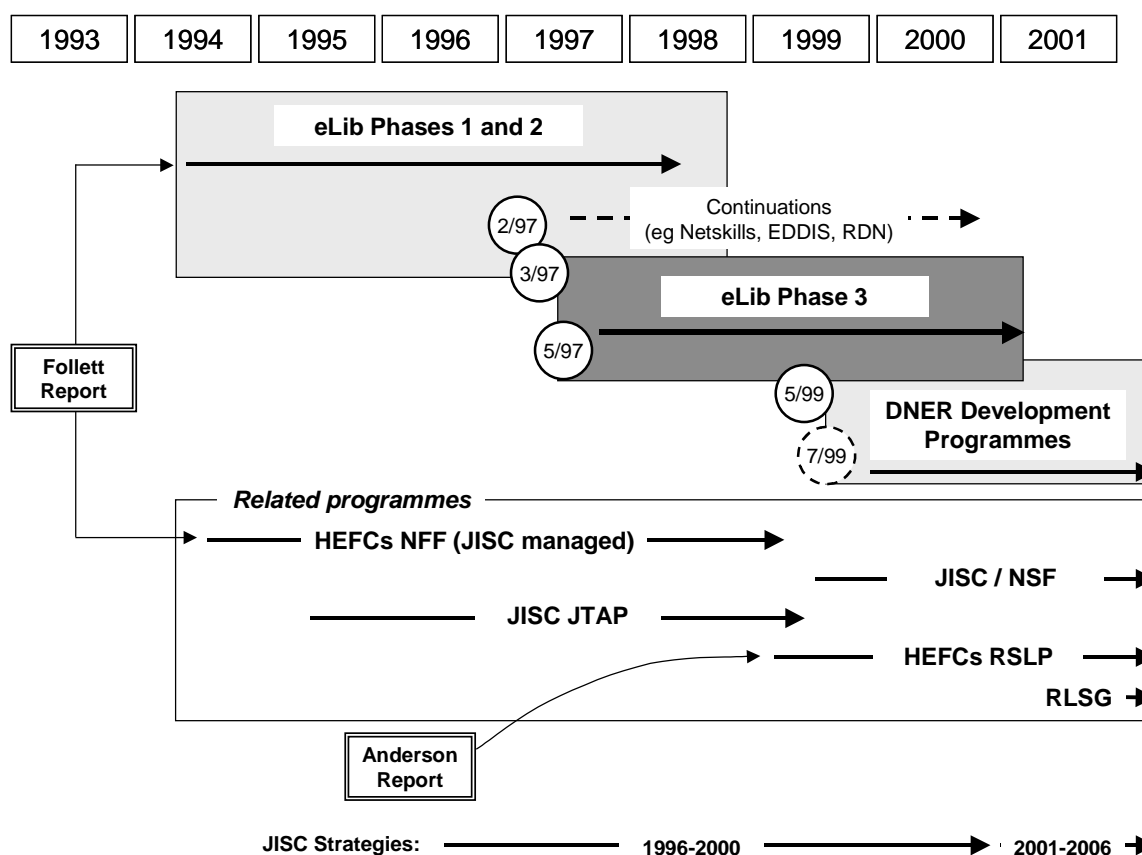 1993 1994 1995 1996 1997 1998 1999 2000 2001
eLib Phases 1 and 2
2/97
Continuations
(eg Netskills, EDDIS, RDN)
3/97
eLib Phase 3
5/97
Follett
Report
5/99
DNER Development
Programmes
7/99
Related programmes
HEFCs NFF (JISC managed)
JISC / NSF
JISC JTAP
HEFCs RSLP
RLSG
Anderson
Report
JISC Strategies: 1996-2000 2001-2006